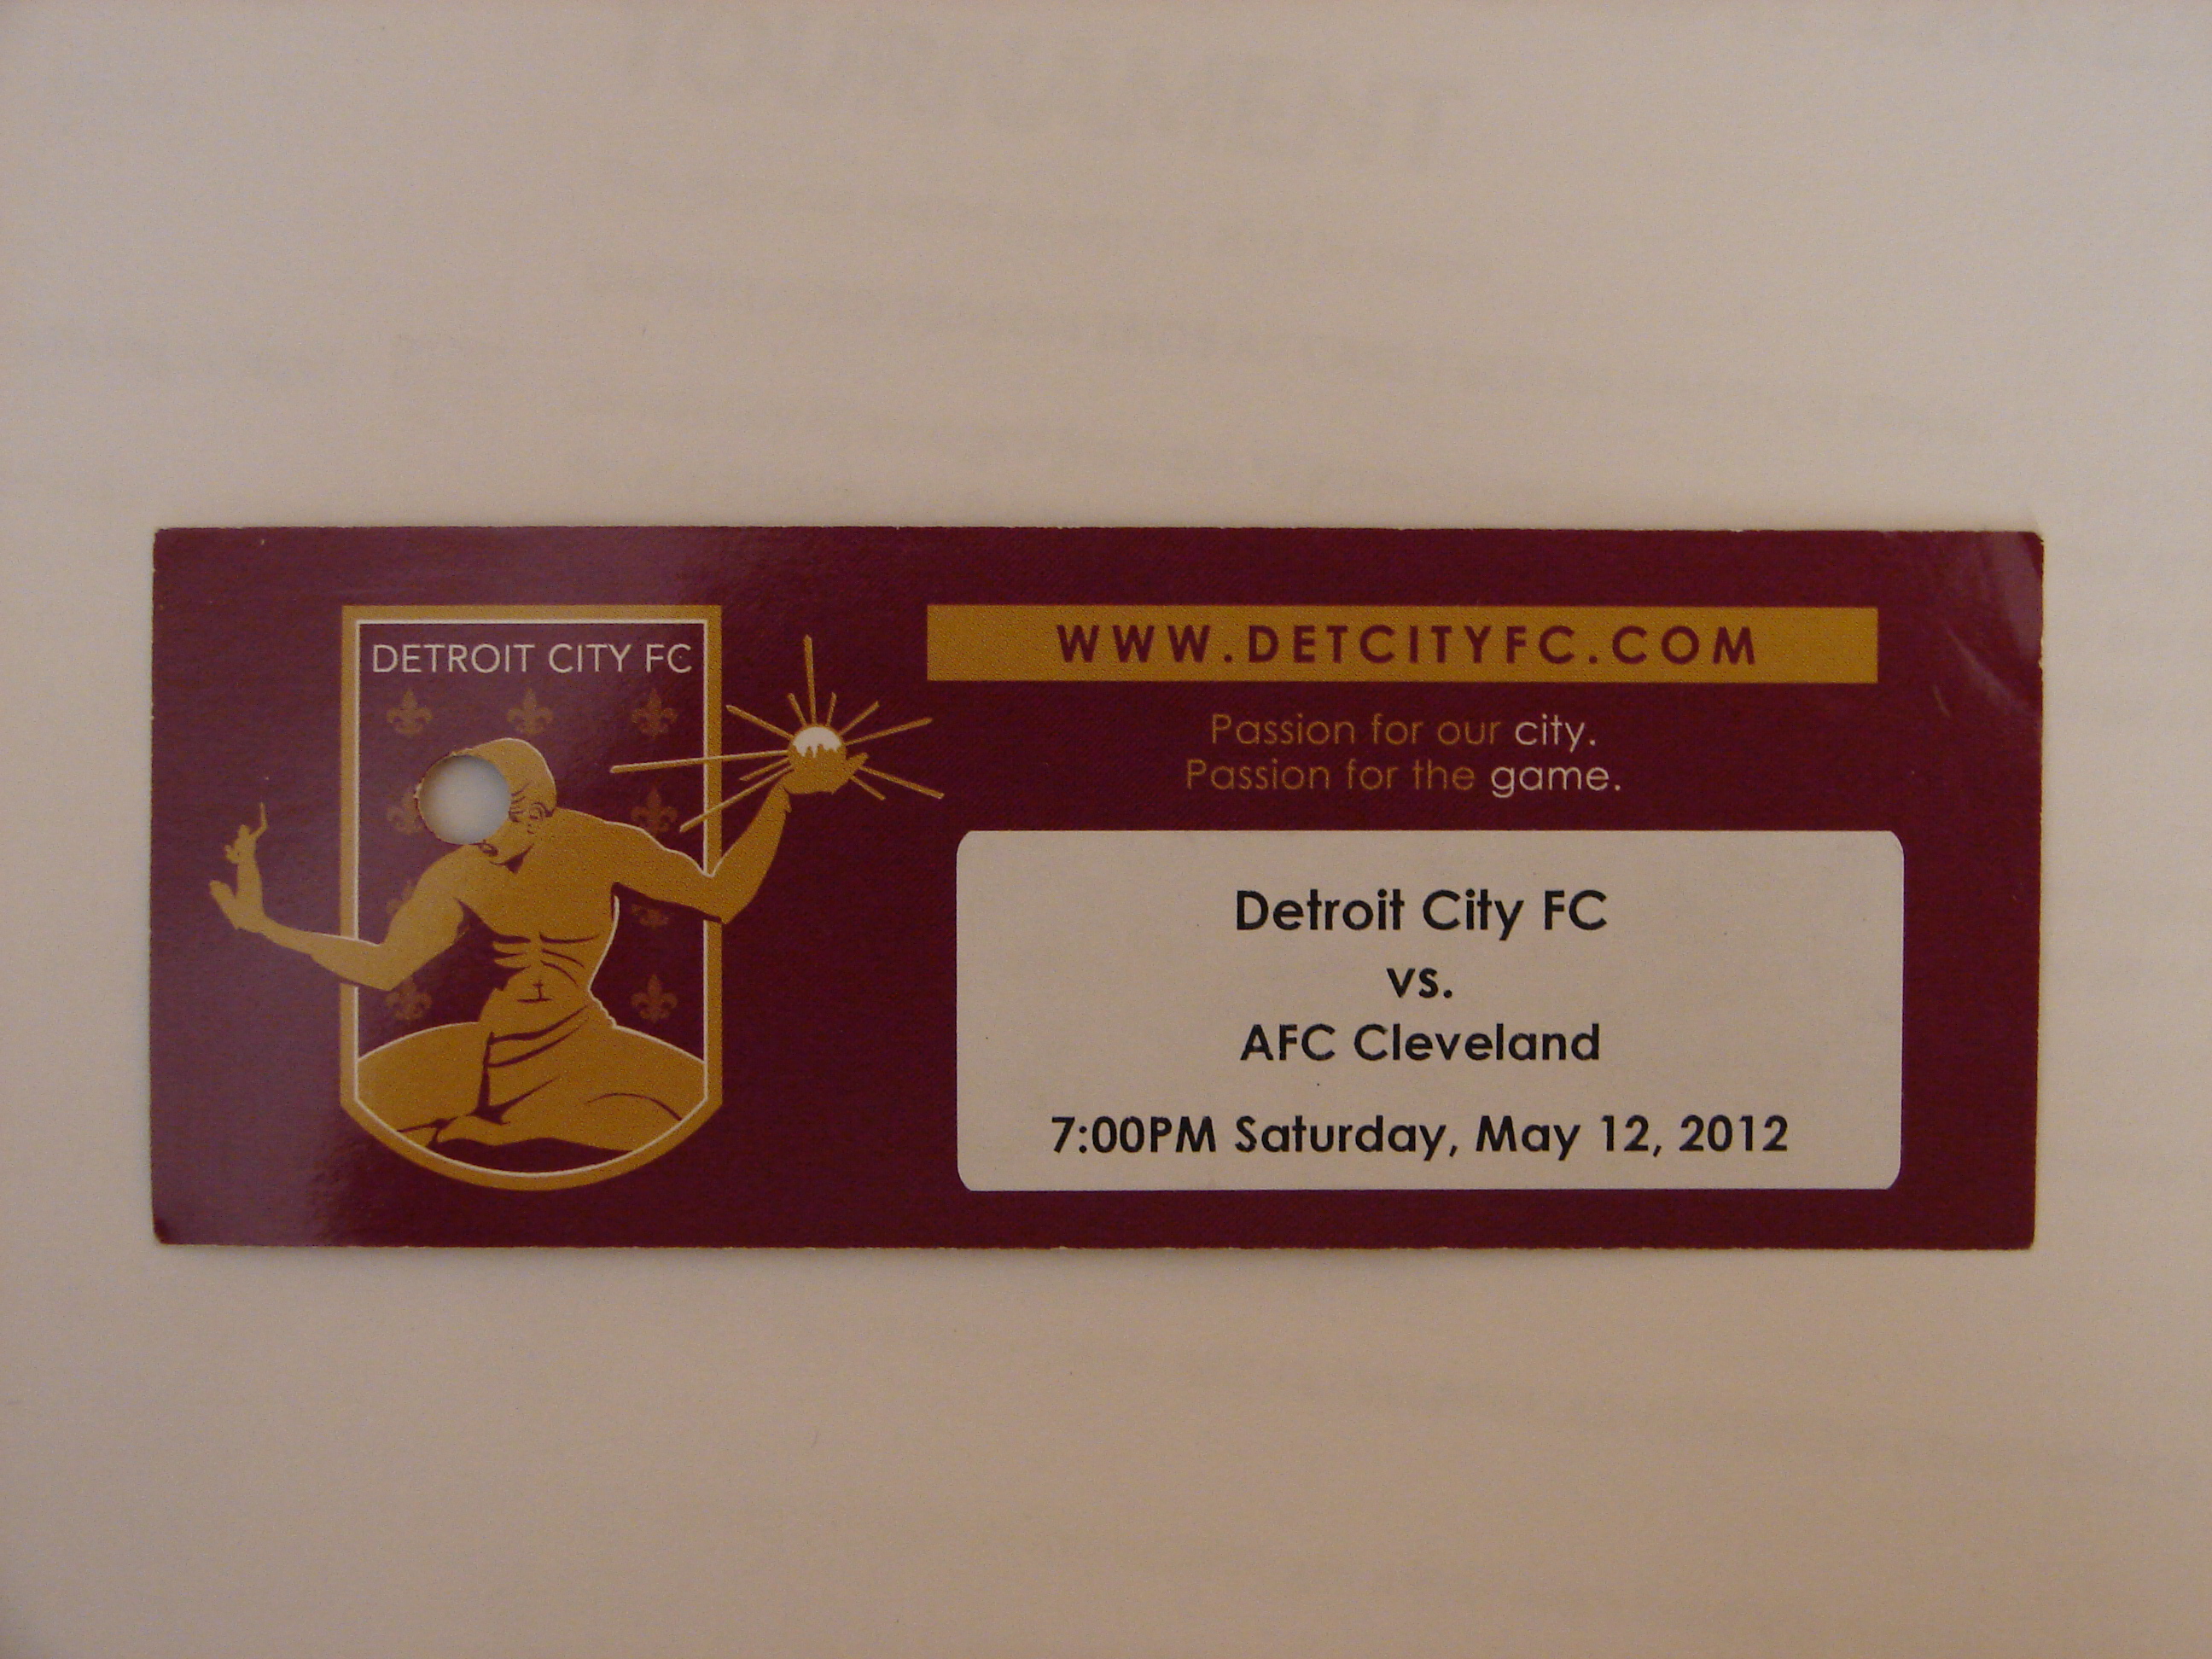 DETROIT CITY FC
WWW.DETCITYFC.COM
Passion for our city.
Passion for the game.
Detroit City FC
vs.
AFC Cleveland
7:00PM Saturday, May 12, 2012